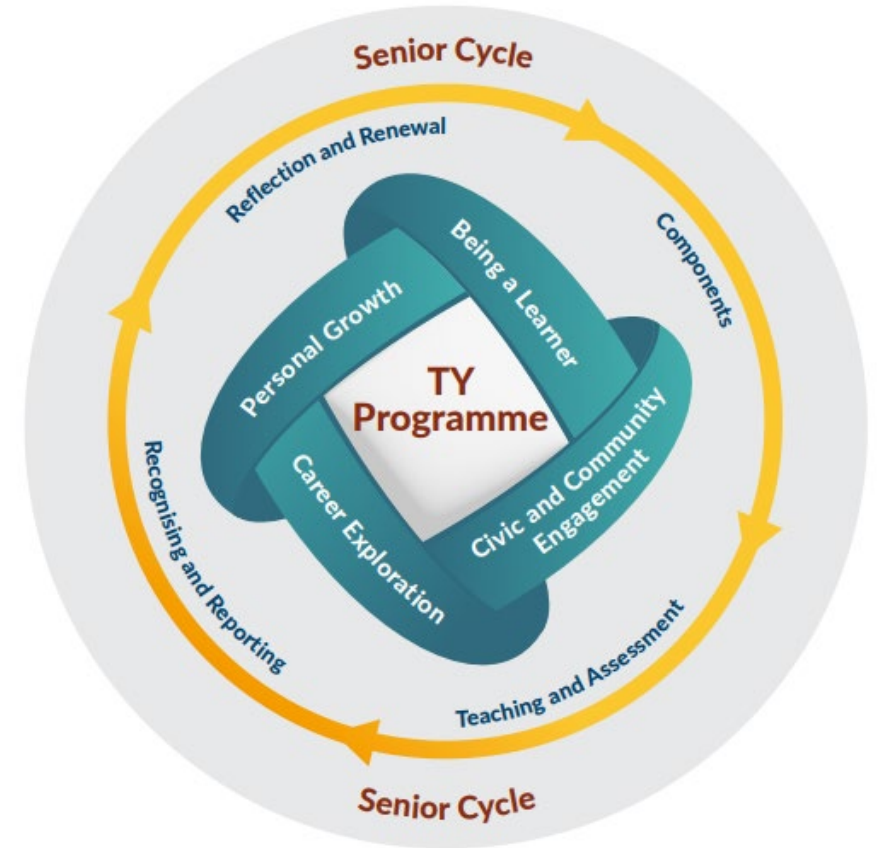 Senior Cycle
Reflection and Renewal
Components
Being a Learner
Personal Growth
TY
Programme
Civic and Community
Engagement
Career Exploration
Recognising and Reporting
Teaching and Assessment
Senior Cycle